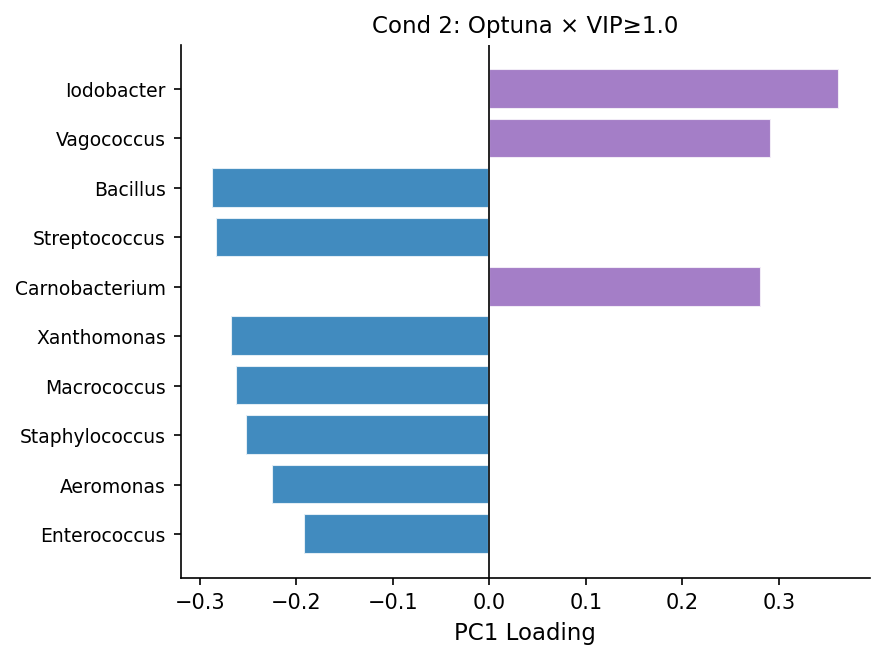 Cond 2: Optuna × VIP≥1.0
Iodobacter
Vagococcus
Bacillus
Streptococcus
Carnobacterium
Xanthomonas
Macrococcus
Staphylococcus
Aeromonas
Enterococcus
−0.3 −0.2 −0.1 0.0 0.1 0.2 0.3
PC1 Loading